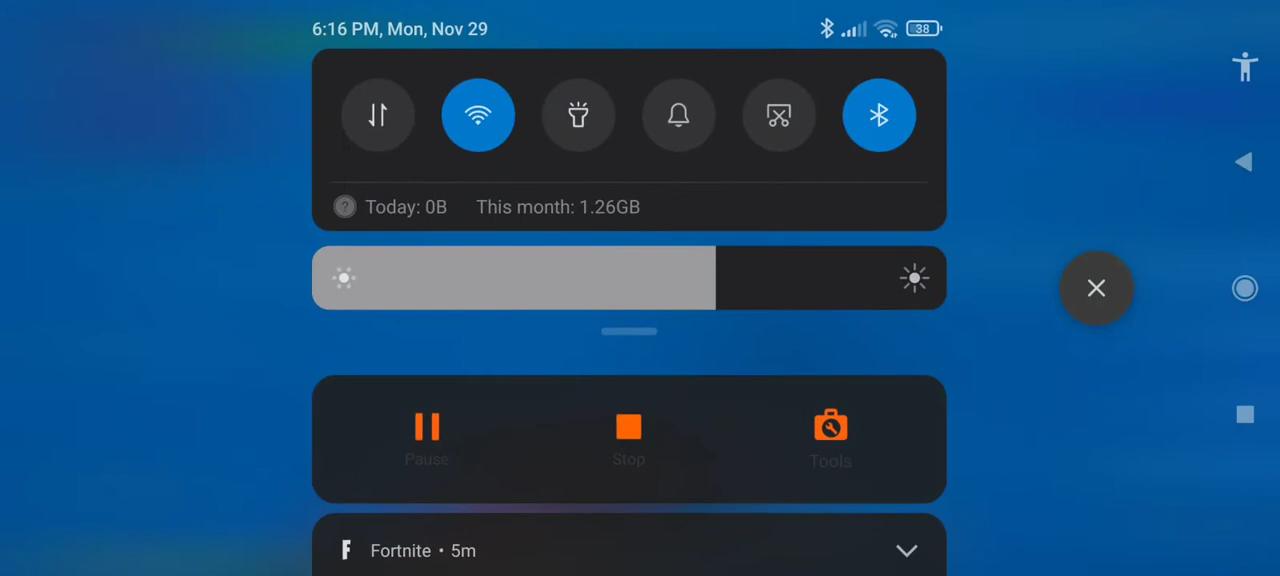 6:16 PM, Mon, Nov 29
38
Today: 0B This month: 1.26GB
Pause Stop Tools
Fortnite • 5m